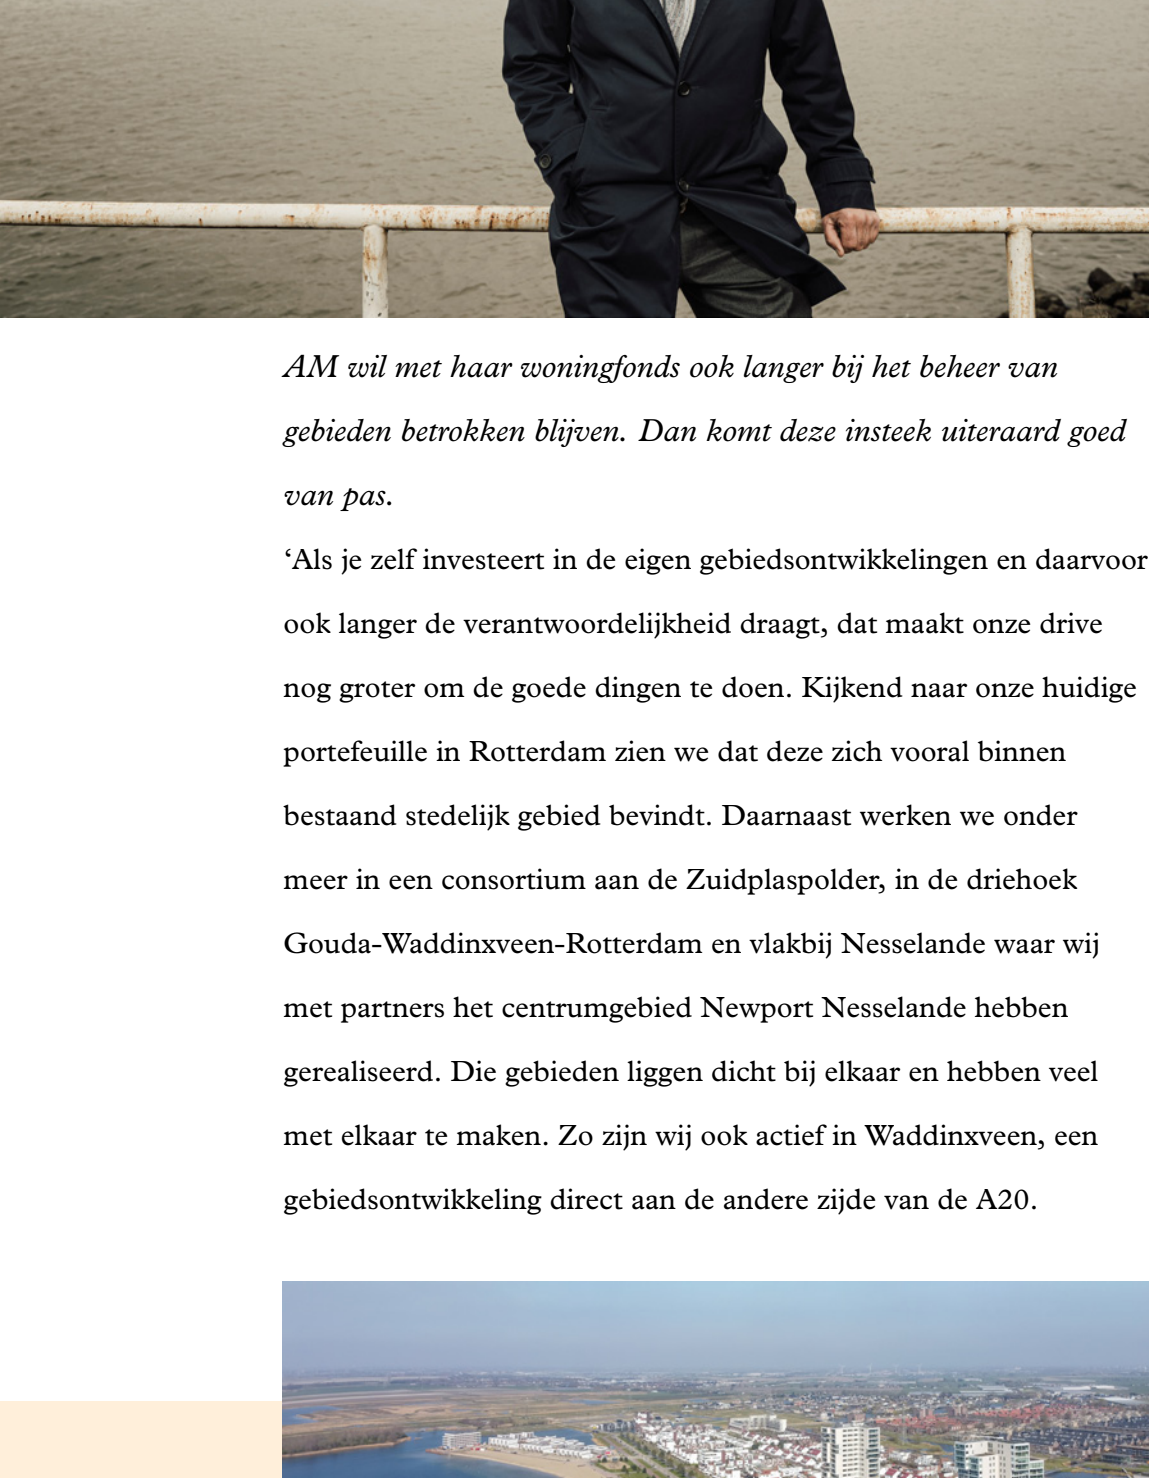 AM wil met haar woningfonds ook langer bij het beheer van
gebieden betrokken blijven. Dan komt deze insteek uiteraard goed
van pas.
‘Als je zelf investeert in de eigen gebiedsontwikkelingen en daarvoor
ook langer de verantwoordelijkheid draagt, dat maakt onze drive
nog groter om de goede dingen te doen. Kijkend naar onze huidige
portefeuille in Rotterdam zien we dat deze zich vooral binnen
bestaand stedelijk gebied bevindt. Daarnaast werken we onder
meer in een consortium aan de Zuidplaspolder, in de driehoek
Gouda-Waddinxveen-Rotterdam en vlakbij Nesselande waar wij
met partners het centrumgebied Newport Nesselande hebben
gerealiseerd. Die gebieden liggen dicht bij elkaar en hebben veel
met elkaar te maken. Zo zijn wij ook actief in Waddinxveen, een
gebiedsontwikkeling direct aan de andere zijde van de A20.